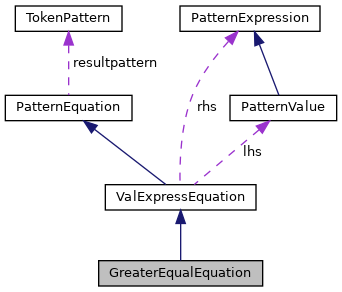 TokenPattern
PatternExpression
resultpattern
PatternEquation
rhs
PatternValue
lhs
ValExpressEquation
GreaterEqualEquation